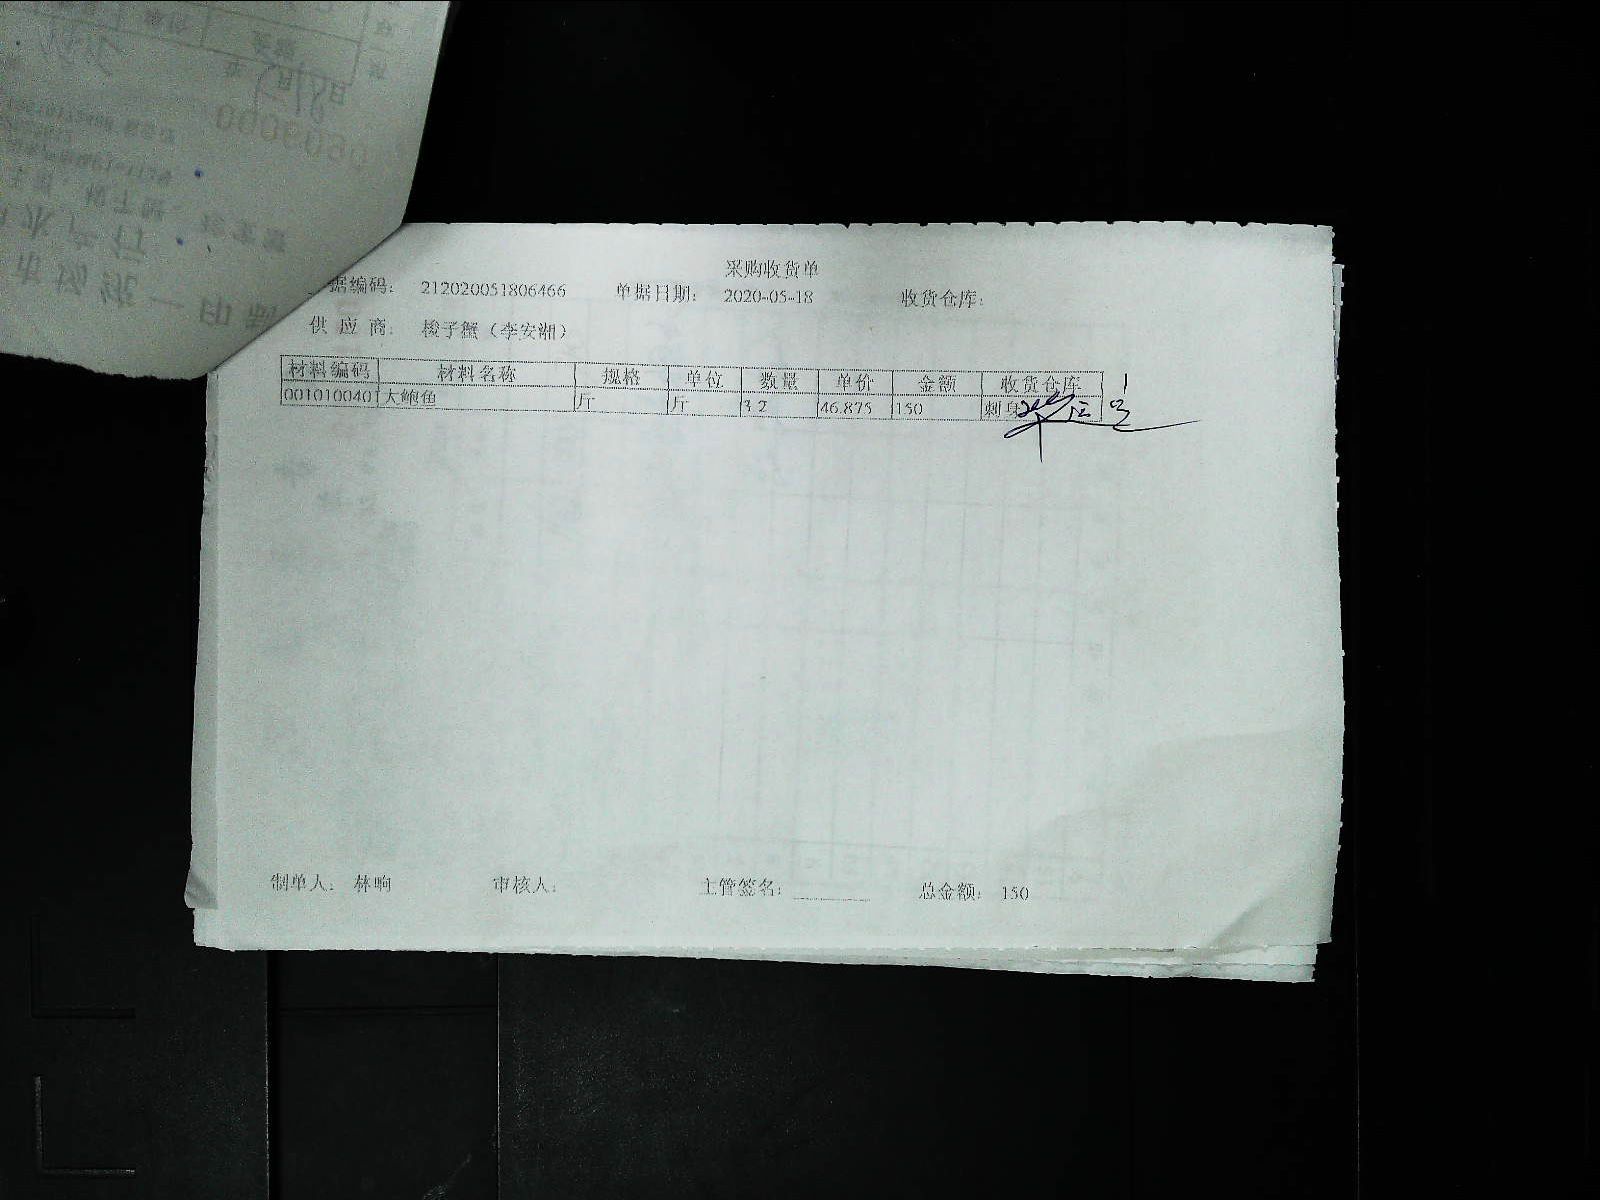 采购收货单
据编码: 212020051806466 单据日期: 2020-05-18 收货仓库:
供应商: 梭子蟹(李安湘)
材料编码 材料名称 规格 单位 数量 单价 金额 收货仓库
0010100401 大鲍鱼 斤 斤 3.2 46.875 150 刺身
制单人: 林晌 审核人: 主管签名: 总金额: 150